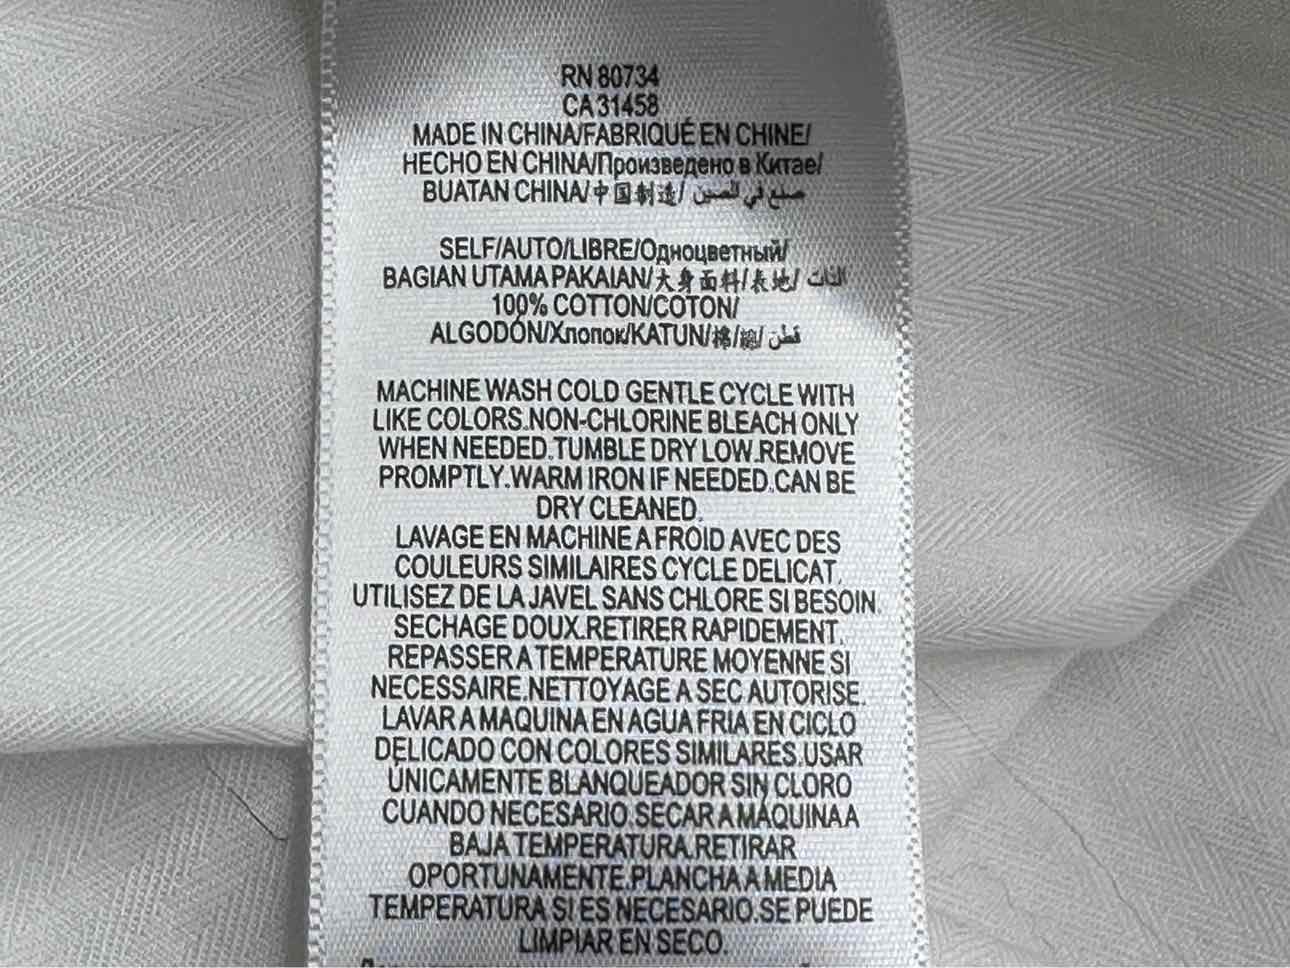 RN 80734
CA 31458
MADE IN CHINA/FABRIQUÉ EN CHINE/
HECHO EN CHINA/Произведено в Китае/
BUATAN CHINA/中国制造/ صنع في الصين
SELF/AUTO/LIBRE/Одноцветный/
BAGIAN UTAMA PAKAIAN/大身面料/表地/
100% COTTON/COTON/
ALGODÓN/Хлопок/KATUN/棉/綿/ قطن
MACHINE WASH COLD GENTLE CYCLE WITH
LIKE COLORS.NON-CHLORINE BLEACH ONLY
WHEN NEEDED.TUMBLE DRY LOW.REMOVE
PROMPTLY.WARM IRON IF NEEDED.CAN BE
DRY CLEANED.
LAVAGE EN MACHINE A FROID AVEC DES
COULEURS SIMILAIRES CYCLE DELICAT.
UTILISEZ DE LA JAVEL SANS CHLORE SI BESOIN.
SECHAGE DOUX.RETIRER RAPIDEMENT.
REPASSER A TEMPERATURE MOYENNE SI
NECESSAIRE.NETTOYAGE A SEC AUTORISE.
LAVAR A MAQUINA EN AGUA FRIA EN CICLO
DELICADO CON COLORES SIMILARES.USAR
ÚNICAMENTE BLANQUEADOR SIN CLORO
CUANDO NECESARIO.SECAR A MÁQUINA A
BAJA TEMPERATURA.RETIRAR
OPORTUNAMENTE.PLANCHA A MEDIA
TEMPERATURA SI ES NECESARIO.SE PUEDE
LIMPIAR EN SECO.